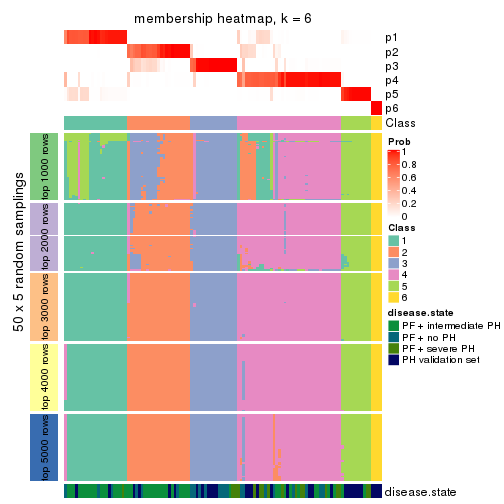 membership heatmap, k = 6
p1
p2
p3
p4
p5
p6
Class
50 x 5 random samplings
top 1000 rows
top 2000 rows
top 3000 rows
top 4000 rows
top 5000 rows
disease.state
Prob
1
0.8
0.6
0.4
0.2
0
Class
1
2
3
4
5
6
disease.state
PF + intermediate PH
PF + no PH
PF + severe PH
PH validation set